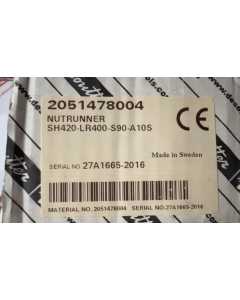 2051478004
NUTRUNNER
SH420-LR400-S90-A10S
CE
Made in Sweden
SERIAL NO 27A1665-2016
MATERIAL NO. 2051478004 SERIAL NO. 27A1665-2016